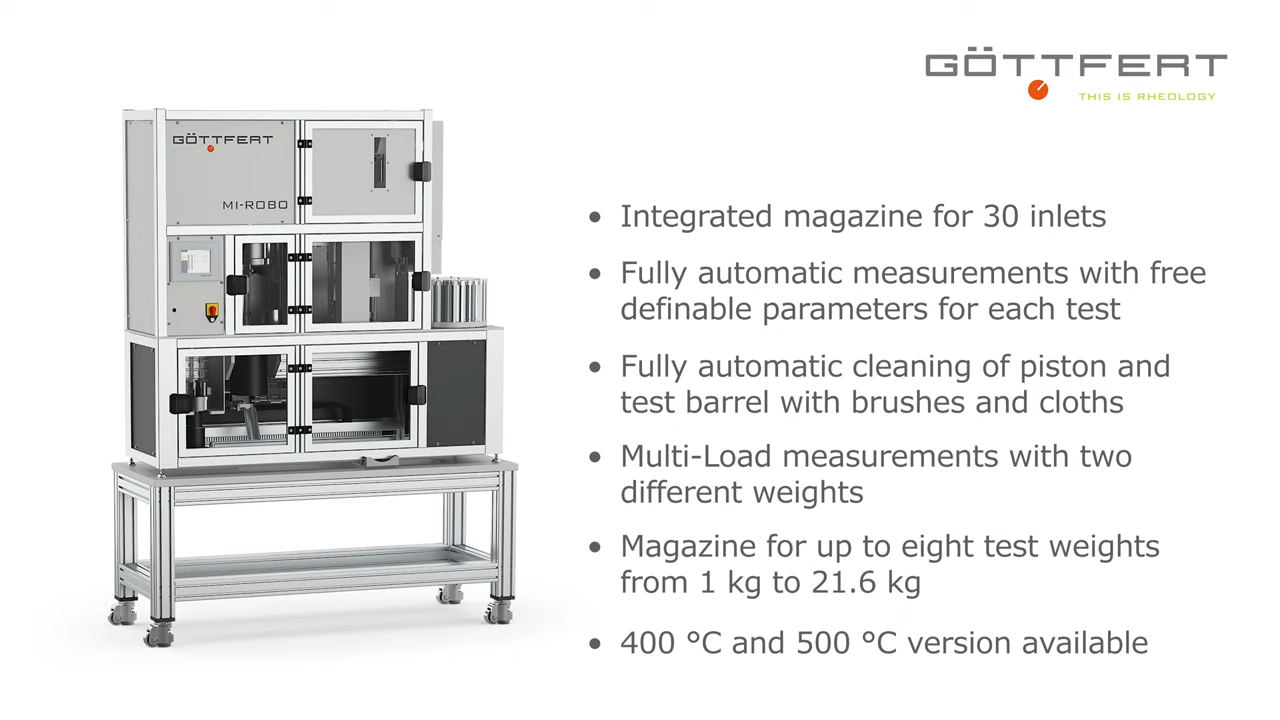 GÖTTFERT
THIS IS RHEOLOGY
GÖTTFERT
MI-ROBO
• Integrated magazine for 30 inlets
• Fully automatic measurements with free
definable parameters for each test
• Fully automatic cleaning of piston and
test barrel with brushes and cloths
• Multi-Load measurements with two
different weights
• Magazine for up to eight test weights
from 1 kg to 21.6 kg
• 400 °C and 500 °C version available